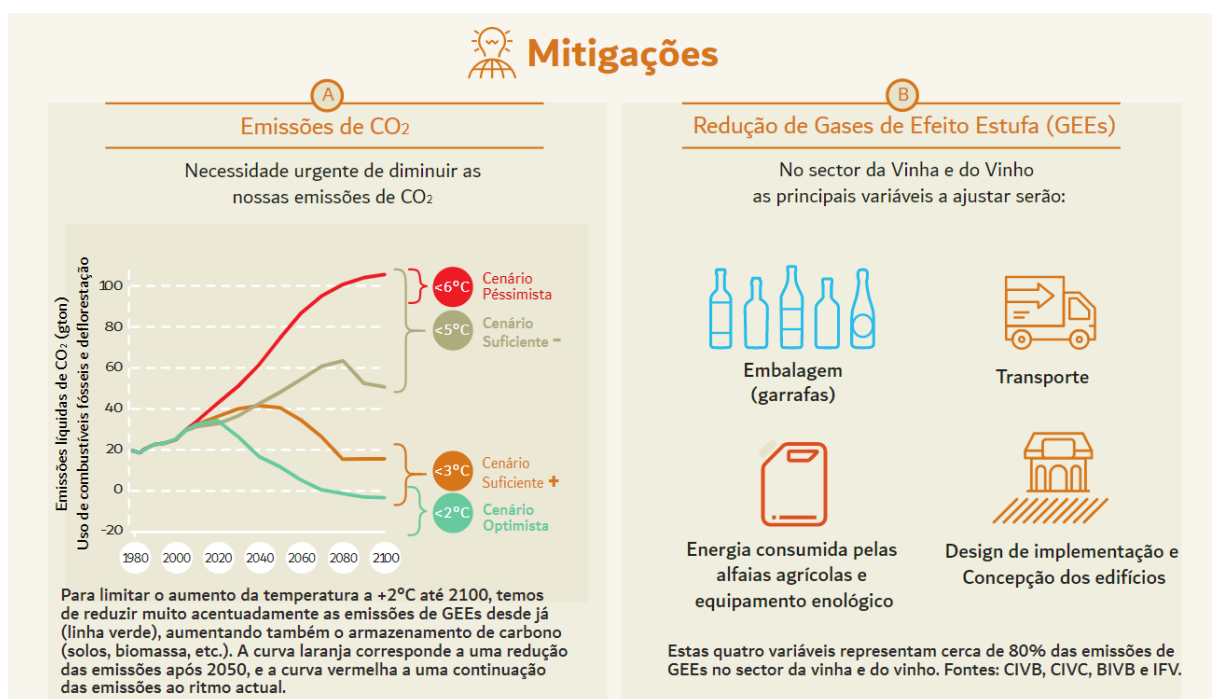 Mitigações
A
Emissões de CO2
Necessidade urgente de diminuir as
nossas emissões de CO2
Emissões líquidas de CO2 (gton)
Uso de combustíveis fósseis e deflorestação
100
80
60
40
20
0
-20
1980 2000 2020 2040 2060 2080 2100
<6°C
Cenário
Péssimista
<5°C
Cenário
Suficiente -
<3°C
Cenário
Suficiente +
<2°C
Cenário
Optimista
Para limitar o aumento da temperatura a +2°C até 2100, temos
de reduzir muito acentuadamente as emissões de GEEs desde já
(linha verde), aumentando também o armazenamento de carbono
(solos, biomassa, etc.). A curva laranja corresponde a uma redução
das emissões após 2050, e a curva vermelha a uma continuação
das emissões ao ritmo actual.
B
Redução de Gases de Efeito Estufa (GEEs)
No sector da Vinha e do Vinho
as principais variáveis a ajustar serão:
Embalagem
(garrafas)
Transporte
Energia consumida pelas
alfaias agrícolas e
equipamento enológico
Design de implementação e
Concepção dos edifícios
Estas quatro variáveis representam cerca de 80% das emissões de
GEEs no sector da vinha e do vinho. Fontes: CIVB, CIVC, BIVB e IFV.